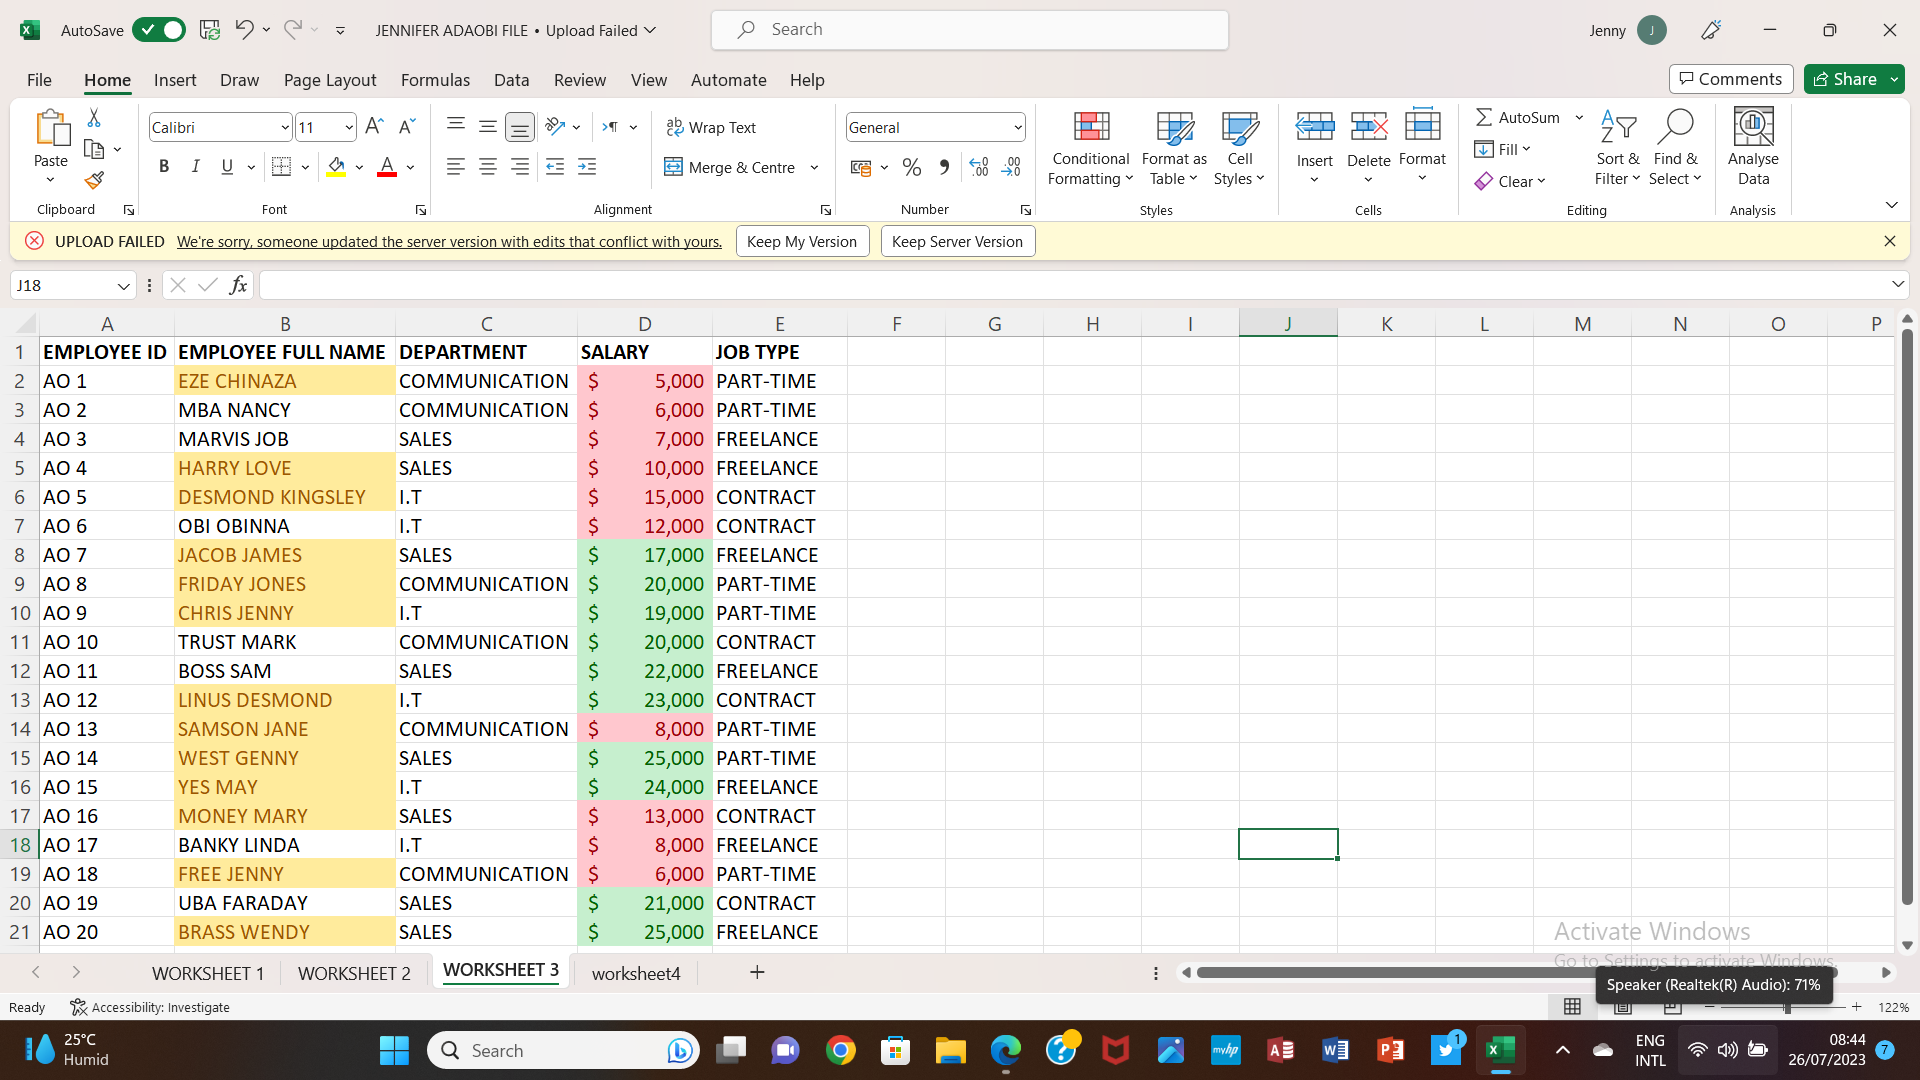 AutoSave JENNIFER ADAOBI FILE • Upload Failed Search Jenny J
File Home Insert Draw Page Layout Formulas Data Review View Automate Help Comments Share
Paste Calibri 11 Wrap Text General Conditional Formatting Format as Table Cell Styles Insert Delete Format AutoSum Fill Clear Sort & Filter Find & Select Analyse Data
B I U Merge & Centre
Clipboard Font Alignment Number Styles Cells Editing Analysis
UPLOAD FAILED We're sorry, someone updated the server version with edits that conflict with yours. Keep My Version Keep Server Version
J18 fx
A B C D E F G H I J K L M N O P
1 EMPLOYEE ID EMPLOYEE FULL NAME DEPARTMENT SALARY JOB TYPE
2 AO 1 EZE CHINAZA COMMUNICATION $ 5,000 PART-TIME
3 AO 2 MBA NANCY COMMUNICATION $ 6,000 PART-TIME
4 AO 3 MARVIS JOB SALES $ 7,000 FREELANCE
5 AO 4 HARRY LOVE SALES $ 10,000 FREELANCE
6 AO 5 DESMOND KINGSLEY I.T $ 15,000 CONTRACT
7 AO 6 OBI OBINNA I.T $ 12,000 CONTRACT
8 AO 7 JACOB JAMES SALES $ 17,000 FREELANCE
9 AO 8 FRIDAY JONES COMMUNICATION $ 20,000 PART-TIME
10 AO 9 CHRIS JENNY I.T $ 19,000 PART-TIME
11 AO 10 TRUST MARK COMMUNICATION $ 20,000 CONTRACT
12 AO 11 BOSS SAM SALES $ 22,000 FREELANCE
13 AO 12 LINUS DESMOND I.T $ 23,000 CONTRACT
14 AO 13 SAMSON JANE COMMUNICATION $ 8,000 PART-TIME
15 AO 14 WEST GENNY SALES $ 25,000 PART-TIME
16 AO 15 YES MAY I.T $ 24,000 FREELANCE
17 AO 16 MONEY MARY SALES $ 13,000 CONTRACT
18 AO 17 BANKY LINDA I.T $ 8,000 FREELANCE
19 AO 18 FREE JENNY COMMUNICATION $ 6,000 PART-TIME
20 AO 19 UBA FARADAY SALES $ 21,000 CONTRACT
21 AO 20 BRASS WENDY SALES $ 25,000 FREELANCE
Activate Windows
Go to Settings to activate Windows.
WORKSHEET 1 WORKSHEET 2 WORKSHEET 3 worksheet4
Speaker (Realtek(R) Audio): 71%
Ready Accessibility: Investigate 122%
25°C
Humid
Search
myhp
1
ENG
INTL
08:44
26/07/2023
7